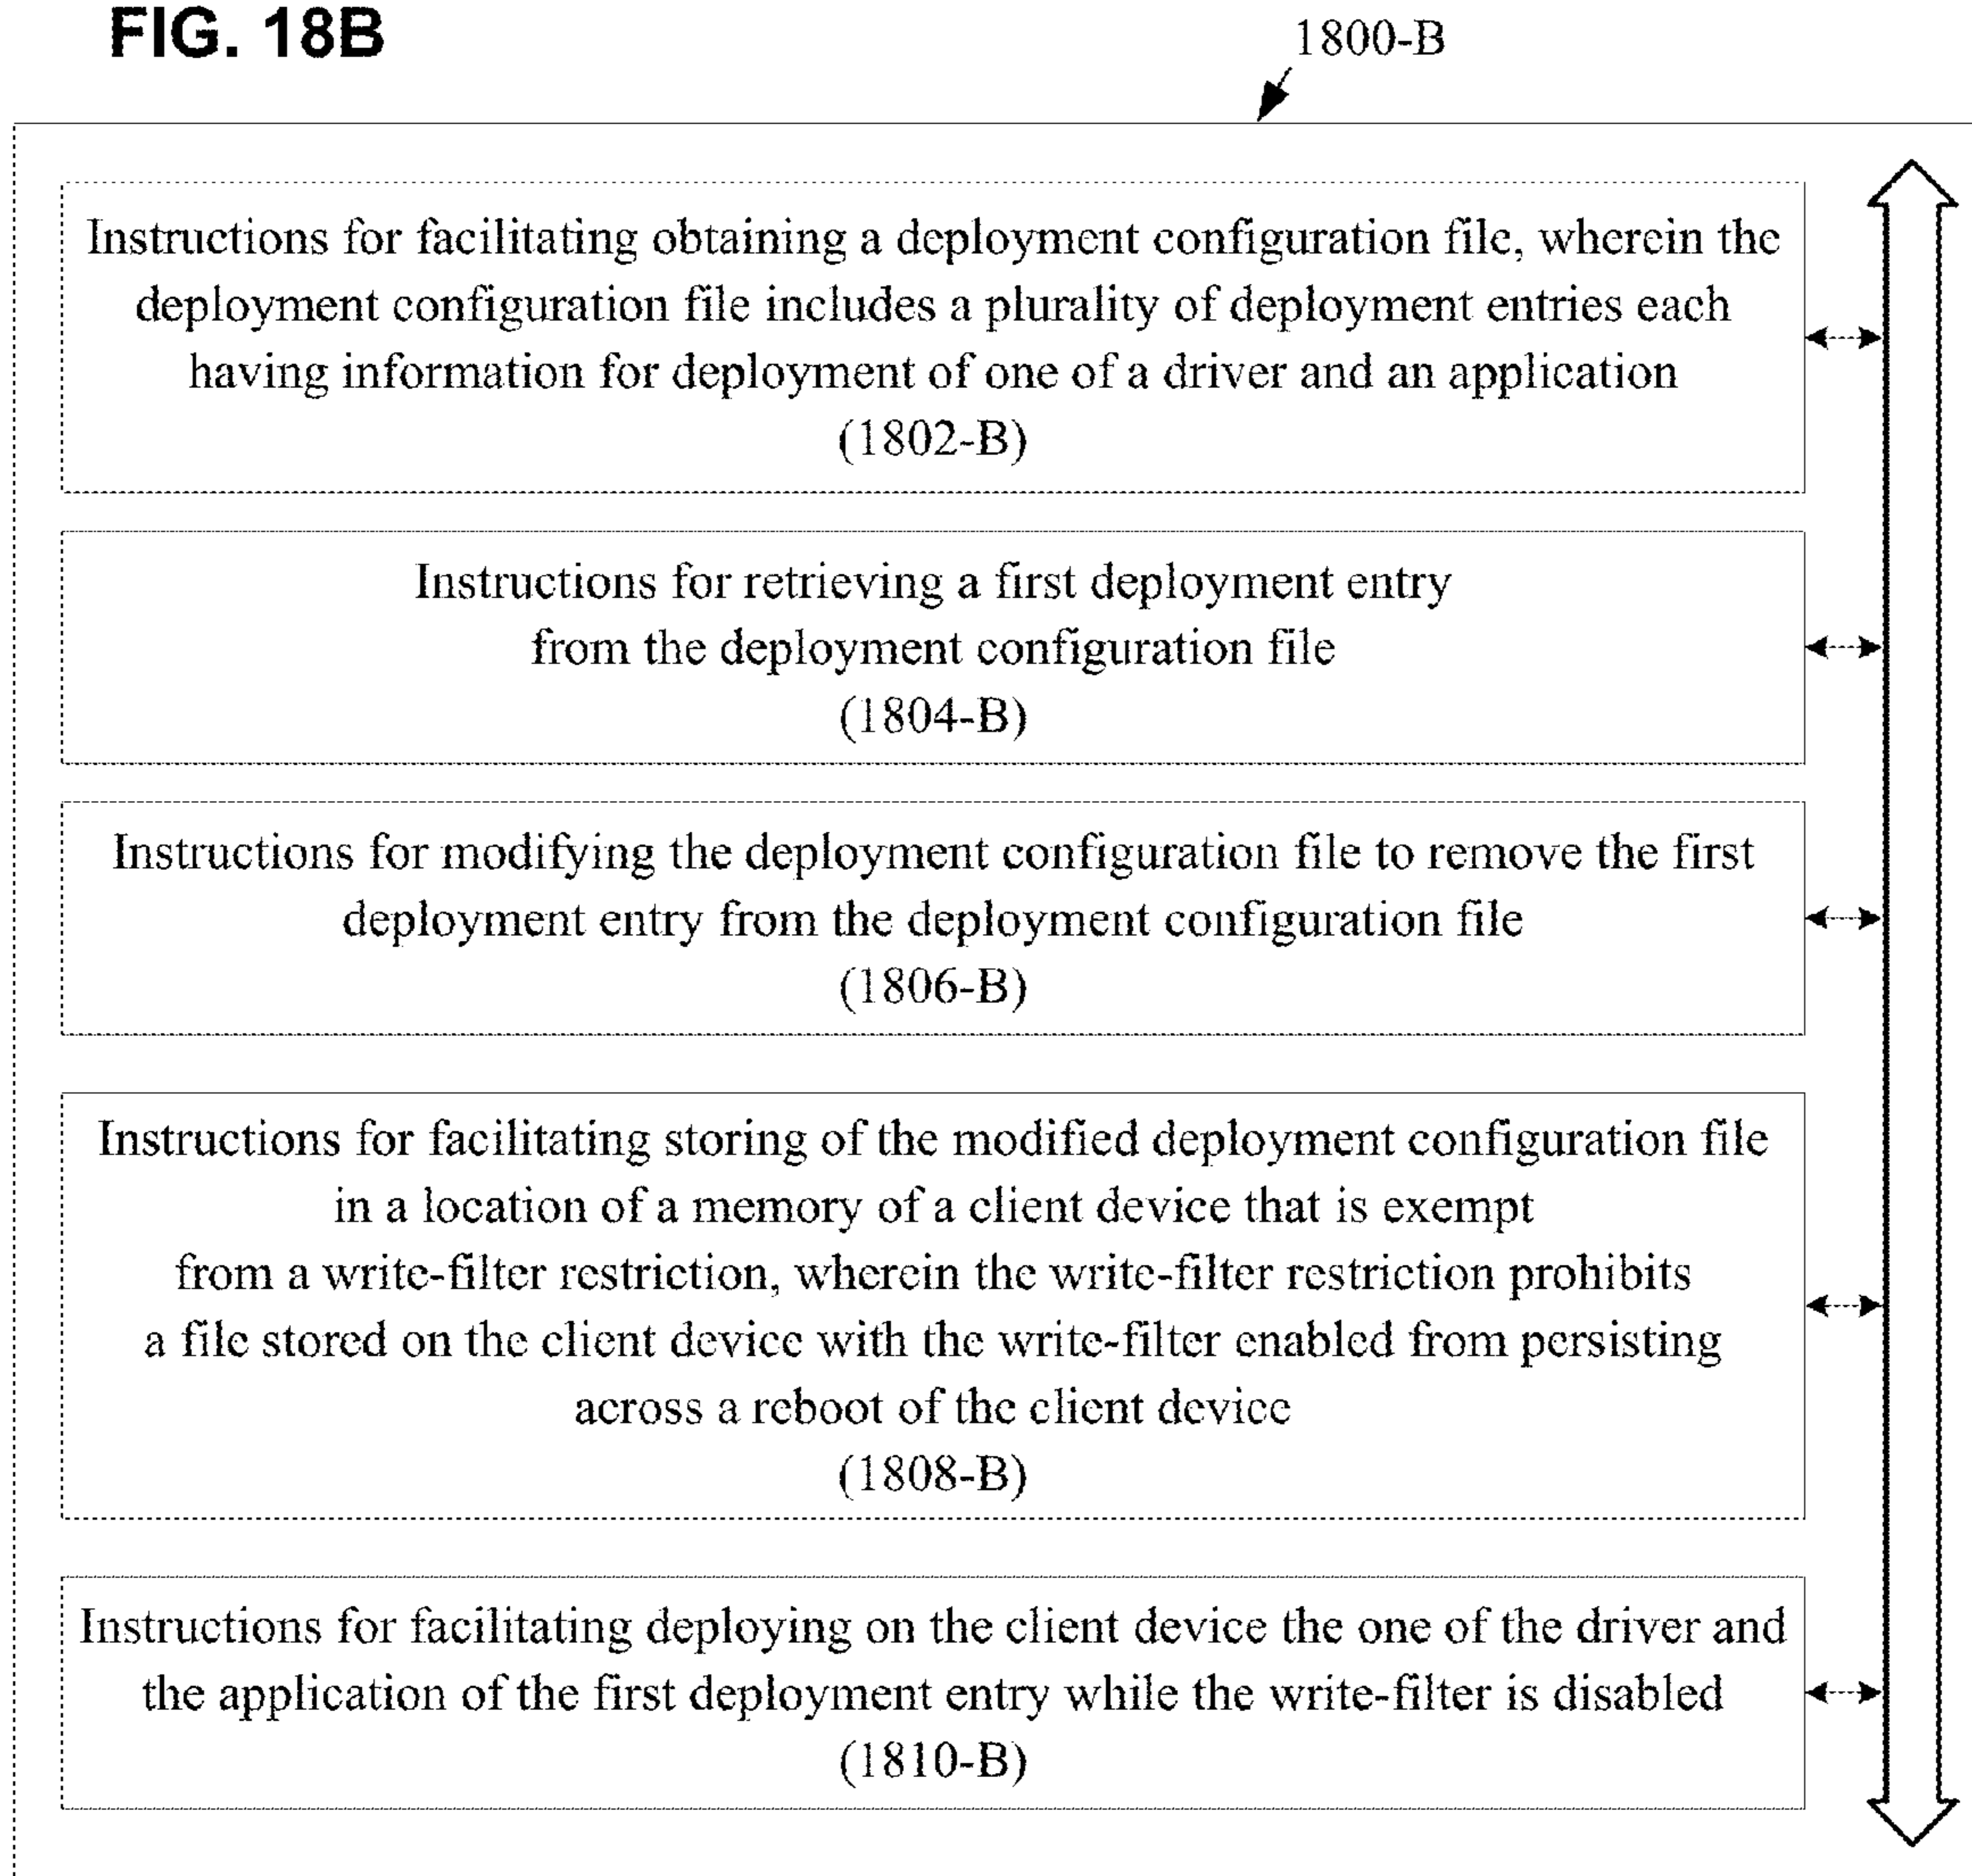 FIG. 18B
1800-B
Instructions for facilitating obtaining a deployment configuration file, wherein the
deployment configuration file includes a plurality of deployment entries each
having information for deployment of one of a driver and an application
(1802-B)
Instructions for retrieving a first deployment entry
from the deployment configuration file
(1804-B)
Instructions for modifying the deployment configuration file to remove the first
deployment entry from the deployment configuration file
(1806-B)
Instructions for facilitating storing of the modified deployment configuration file
in a location of a memory of a client device that is exempt
from a write-filter restriction, wherein the write-filter restriction prohibits
a file stored on the client device with the write-filter enabled from persisting
across a reboot of the client device
(1808-B)
Instructions for facilitating deploying on the client device the one of the driver and
the application of the first deployment entry while the write-filter is disabled
(1810-B)